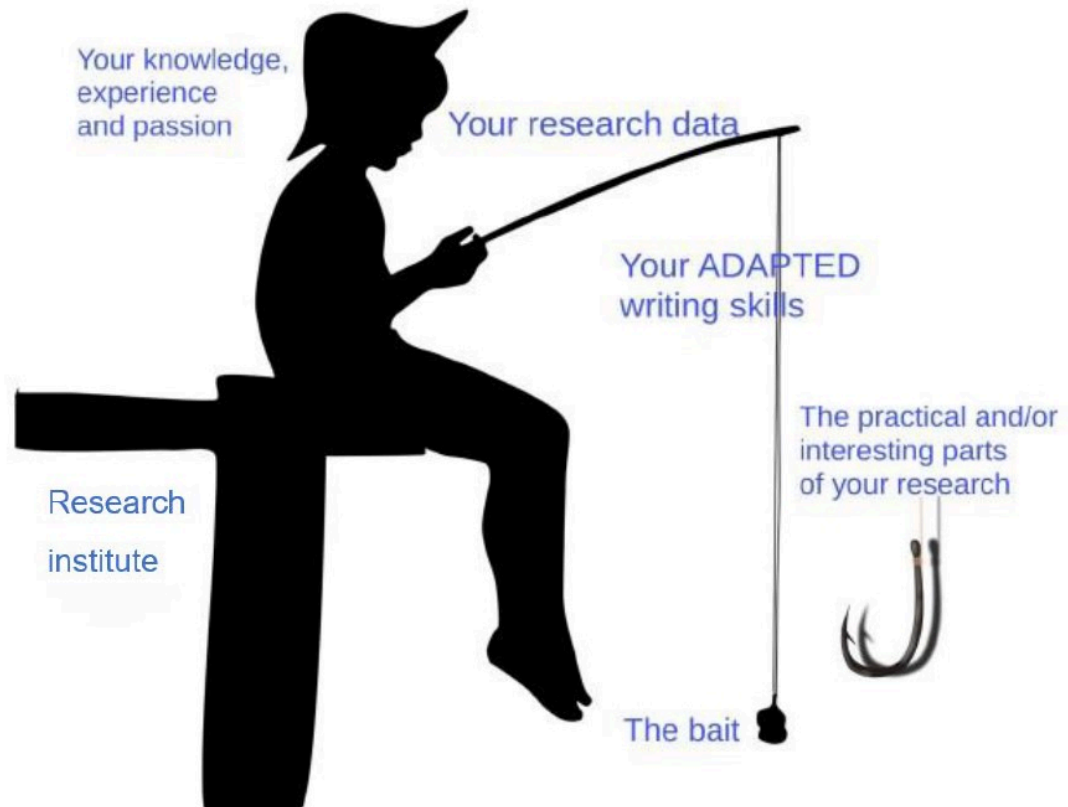 Your knowledge,
experience
and passion
Your research data
Your ADAPTED
writing skills
The practical and/or
interesting parts
of your research
Research
institute
The bait